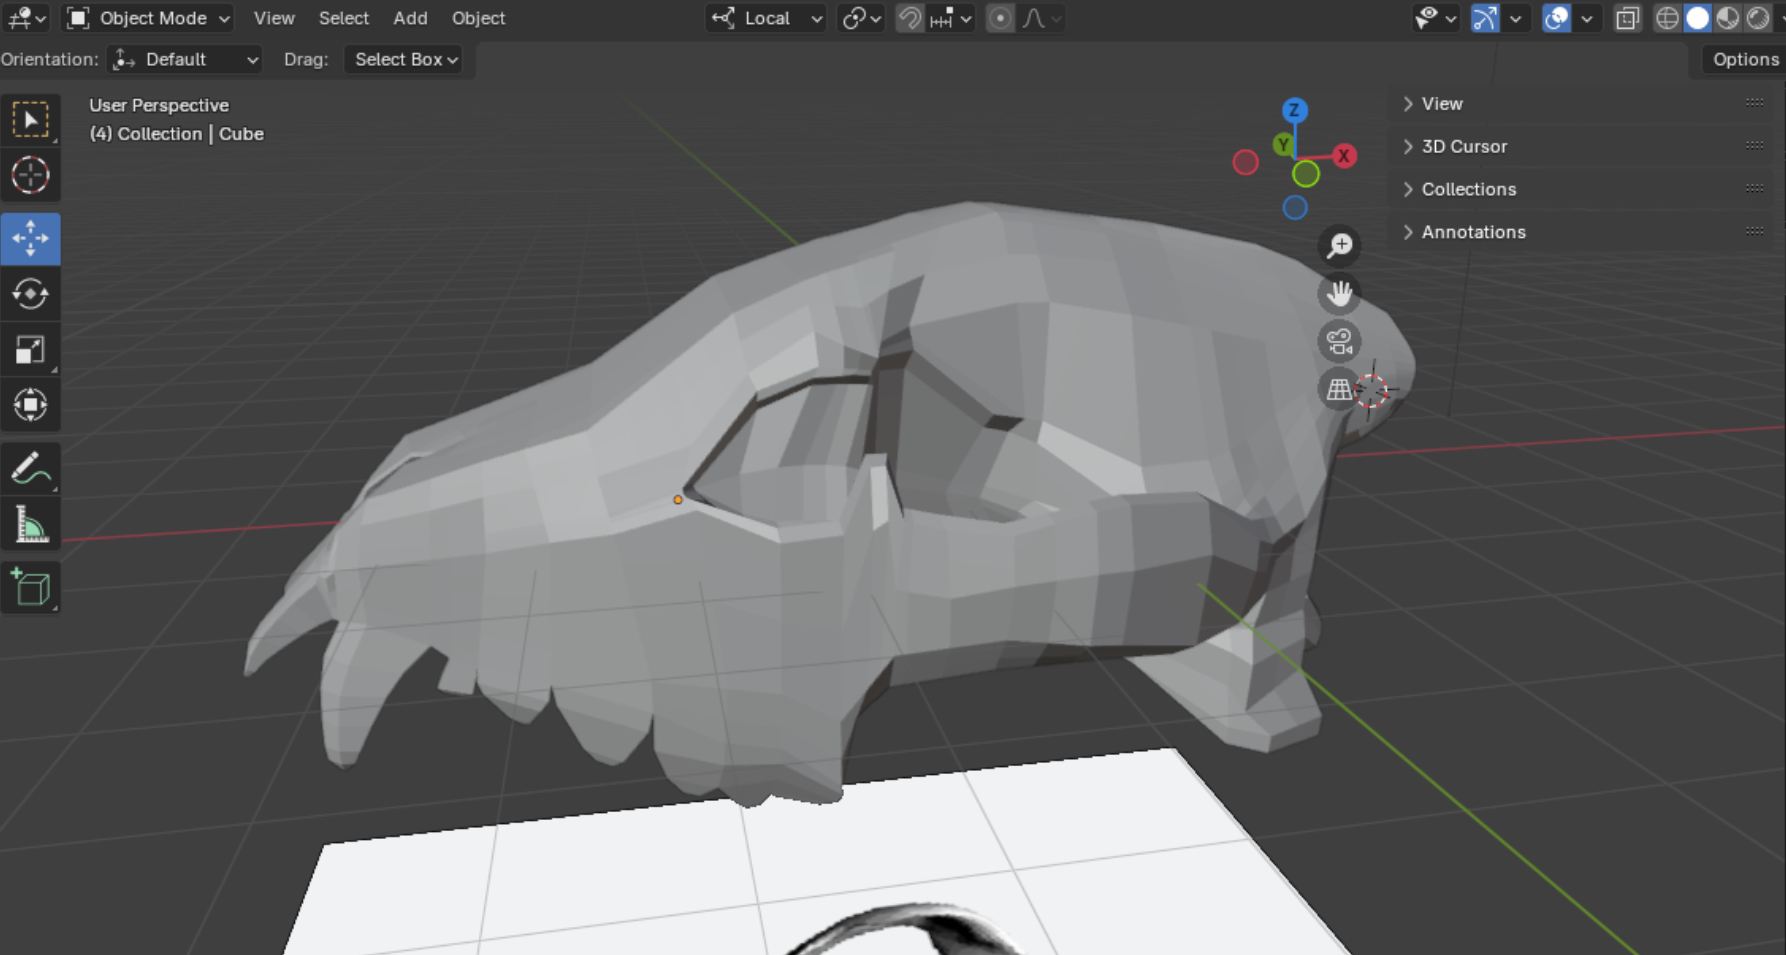 Object Mode View Select Add Object Local
Orientation: Default Drag: Select Box Options
User Perspective
(4) Collection | Cube
Z
Y
X
View
3D Cursor
Collections
Annotations